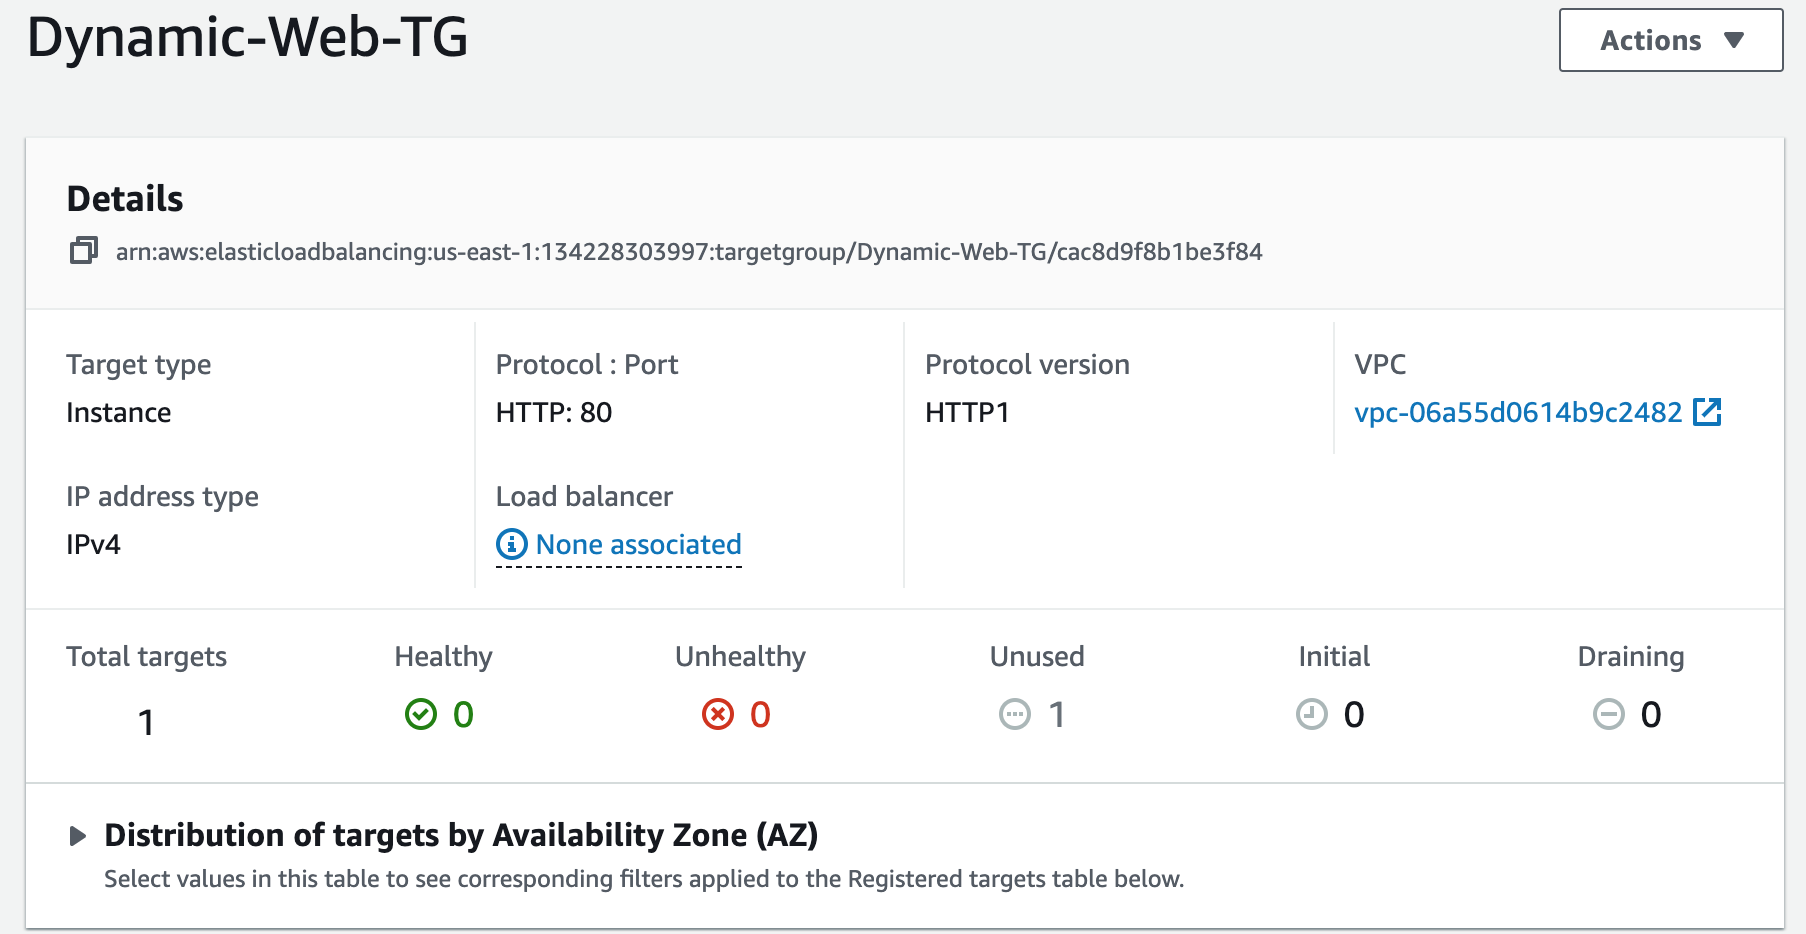 Dynamic-Web-TG
Actions
Details
arn:aws:elasticloadbalancing:us-east-1:134228303997:targetgroup/Dynamic-Web-TG/cac8d9f8b1be3f84
Target type
Instance
Protocol : Port
HTTP: 80
Protocol version
HTTP1
VPC
vpc-06a55d0614b9c2482
IP address type
IPv4
Load balancer
None associated
Total targets
1
Healthy
0
Unhealthy
0
Unused
1
Initial
0
Draining
0
Distribution of targets by Availability Zone (AZ)
Select values in this table to see corresponding filters applied to the Registered targets table below.